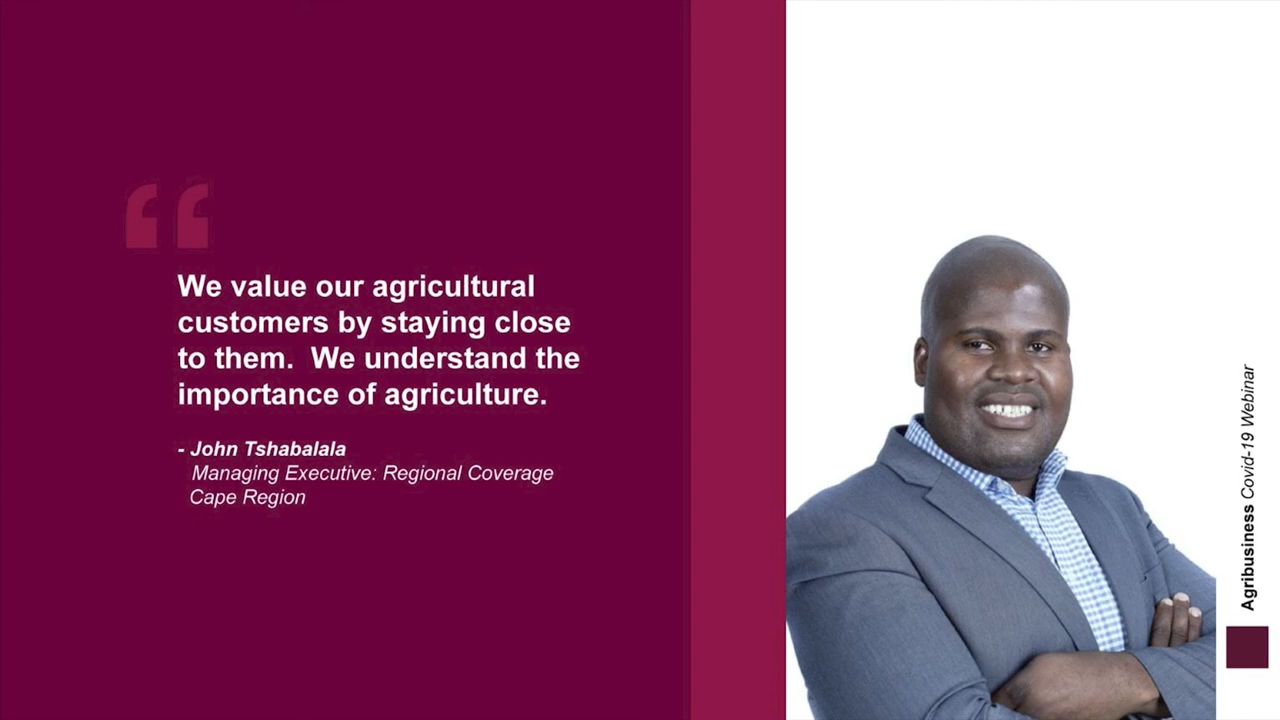 “
We value our agricultural
customers by staying close
to them.  We understand the
importance of agriculture.
- John Tshabalala
Managing Executive: Regional Coverage
Cape Region
Agribusiness Covid-19 Webinar